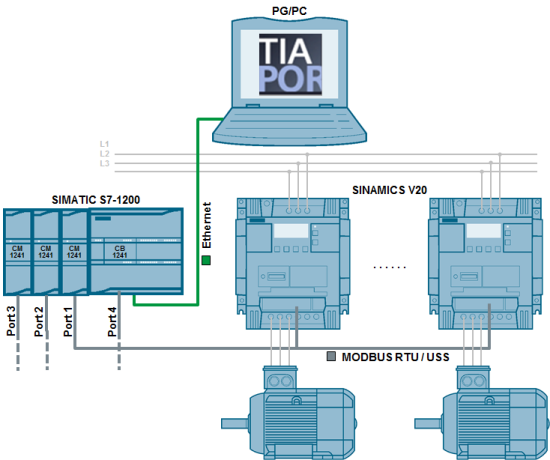 PG/PC
TIA
POR
L1
L2
L3
SIMATIC S7-1200
SINAMICS V20
CM
1241
CM
1241
CM
1241
CB
1241
Ethernet
......
Port 3
Port 2
Port 1
Port 4
MODBUS RTU / USS